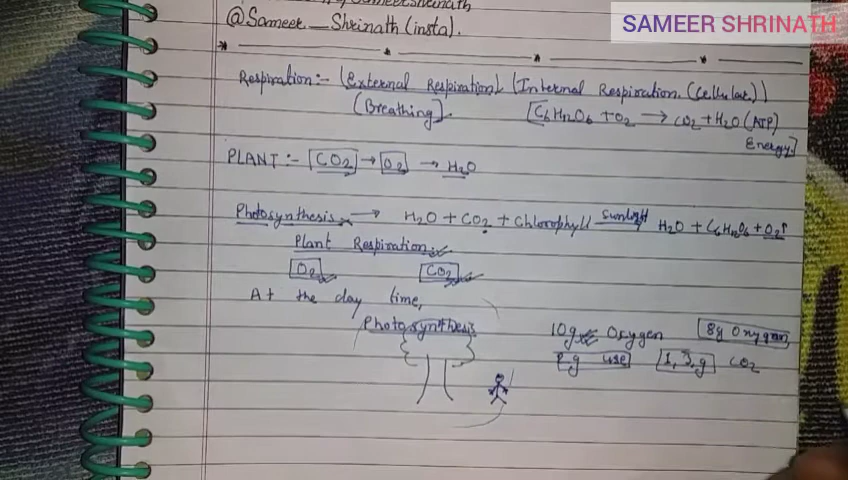 SAMEER SHRINATH
@Sameer_Shrinath (insta).
Respiration:- (External Respiration) (Internal Respiration (Cellular))
(Breathing) [C6H12O6 + O2 → CO2 + H2O (ATP)
Energy]
PLANT:- [CO2] → [O2] → H2O
Photosynthesis → H2O + CO2 + Chlorophyll sunlight H2O + C6H12O6 + O2↑
Plant Respiration
O2 CO2
At the day time,
Photosynthesis 10g Oxygen 8g Oxygen
2g use 1, 3, g CO2